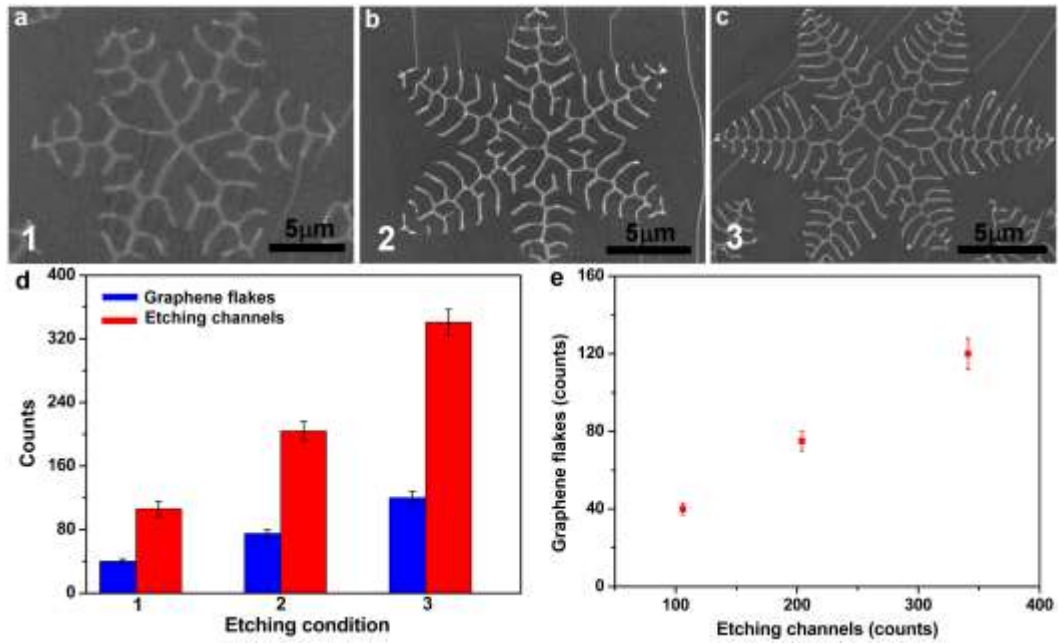 a
1
5μm
b
2
5μm
c
3
5μm
d
400
320
240
160
80
0
Counts
Graphene flakes
Etching channels
1 2 3
Etching condition
e
160
120
80
40
0
Graphene flakes (counts)
100 200 300 400
Etching channels (counts)